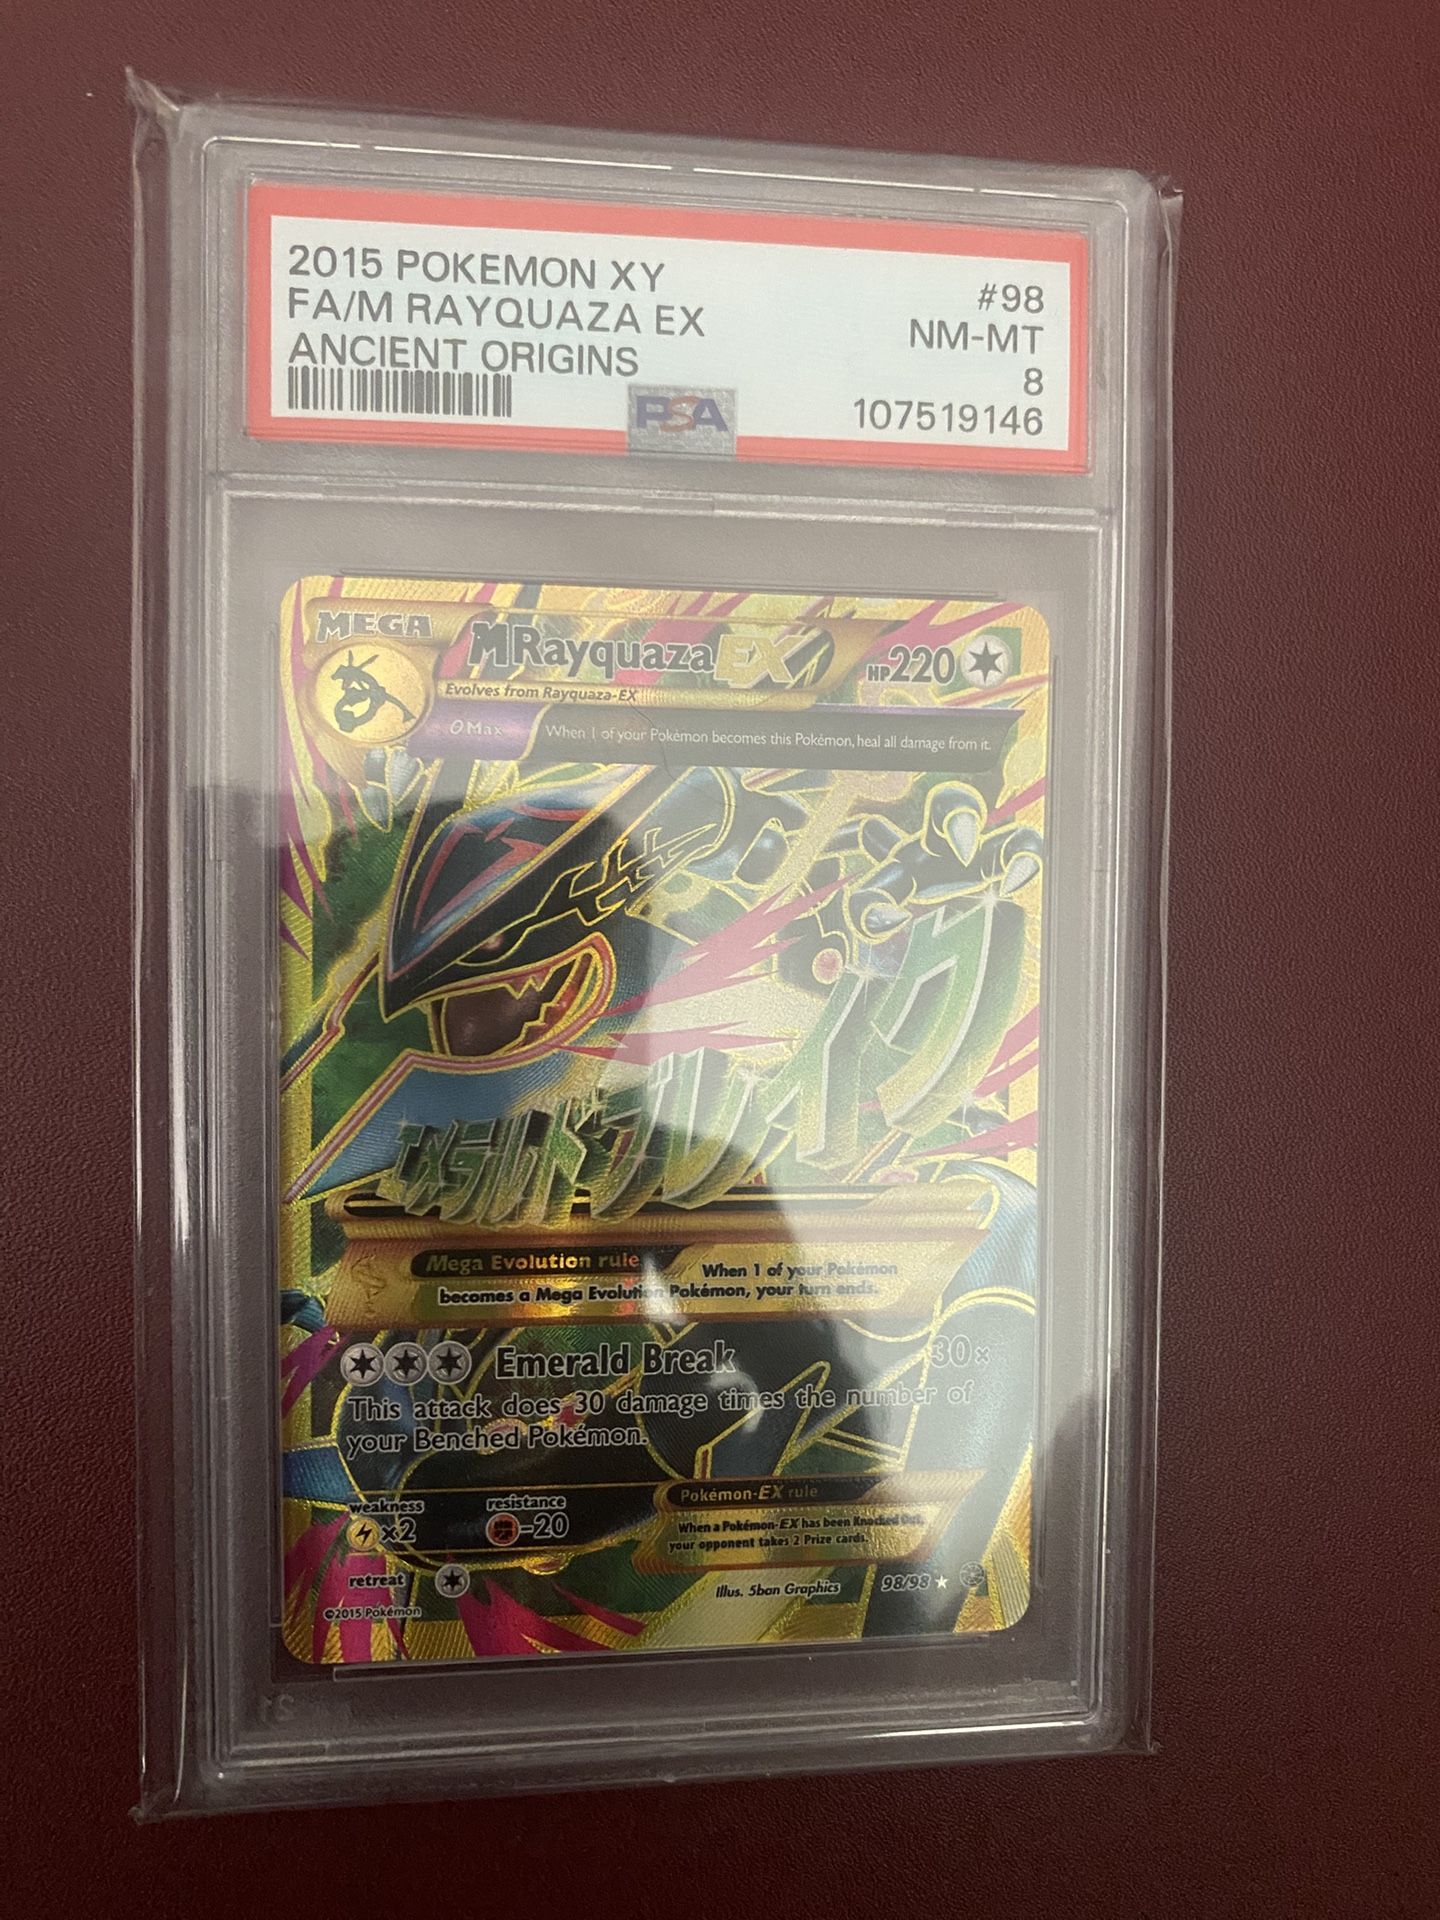 2015 POKEMON XY
FA/M RAYQUAZA EX
ANCIENT ORIGINS
#98
NM-MT
8
107519146
PSA
MEGA
M Rayquaza EX
HP220
Evolves from Rayquaza-EX
θ Max
When 1 of your Pokémon becomes this Pokémon, heal all damage from it.
エメラルドブレイク
Mega Evolution rule
When 1 of your Pokémon
becomes a Mega Evolution Pokémon, your turn ends.
Emerald Break
30×
This attack does 30 damage times the number of
your Benched Pokémon.
weakness
×2
resistance
-20
retreat
Pokémon-EX rule
When a Pokémon-EX has been Knocked Out,
your opponent takes 2 Prize cards.
Illus. 5ban Graphics
98/98
©2015 Pokémon